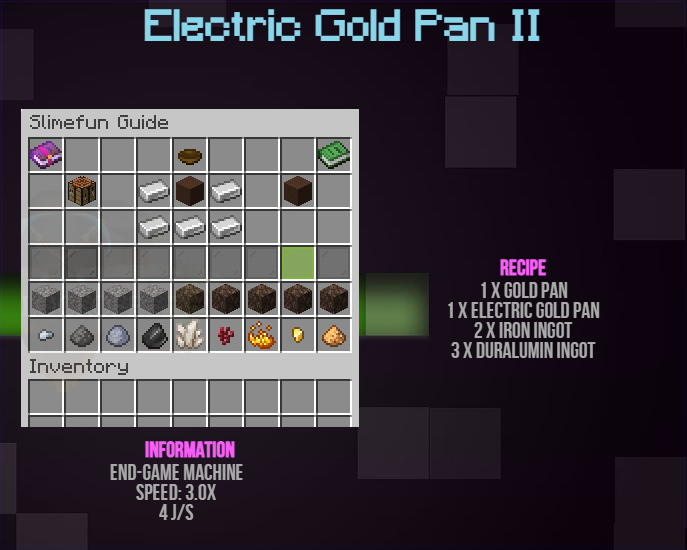 Electric Gold Pan II
Slimefun Guide
Inventory
RECIPE
1 X GOLD PAN
1 X ELECTRIC GOLD PAN
2 X IRON INGOT
3 X DURALUMIN INGOT
INFORMATION
END-GAME MACHINE
SPEED: 3.0X
4 J/S